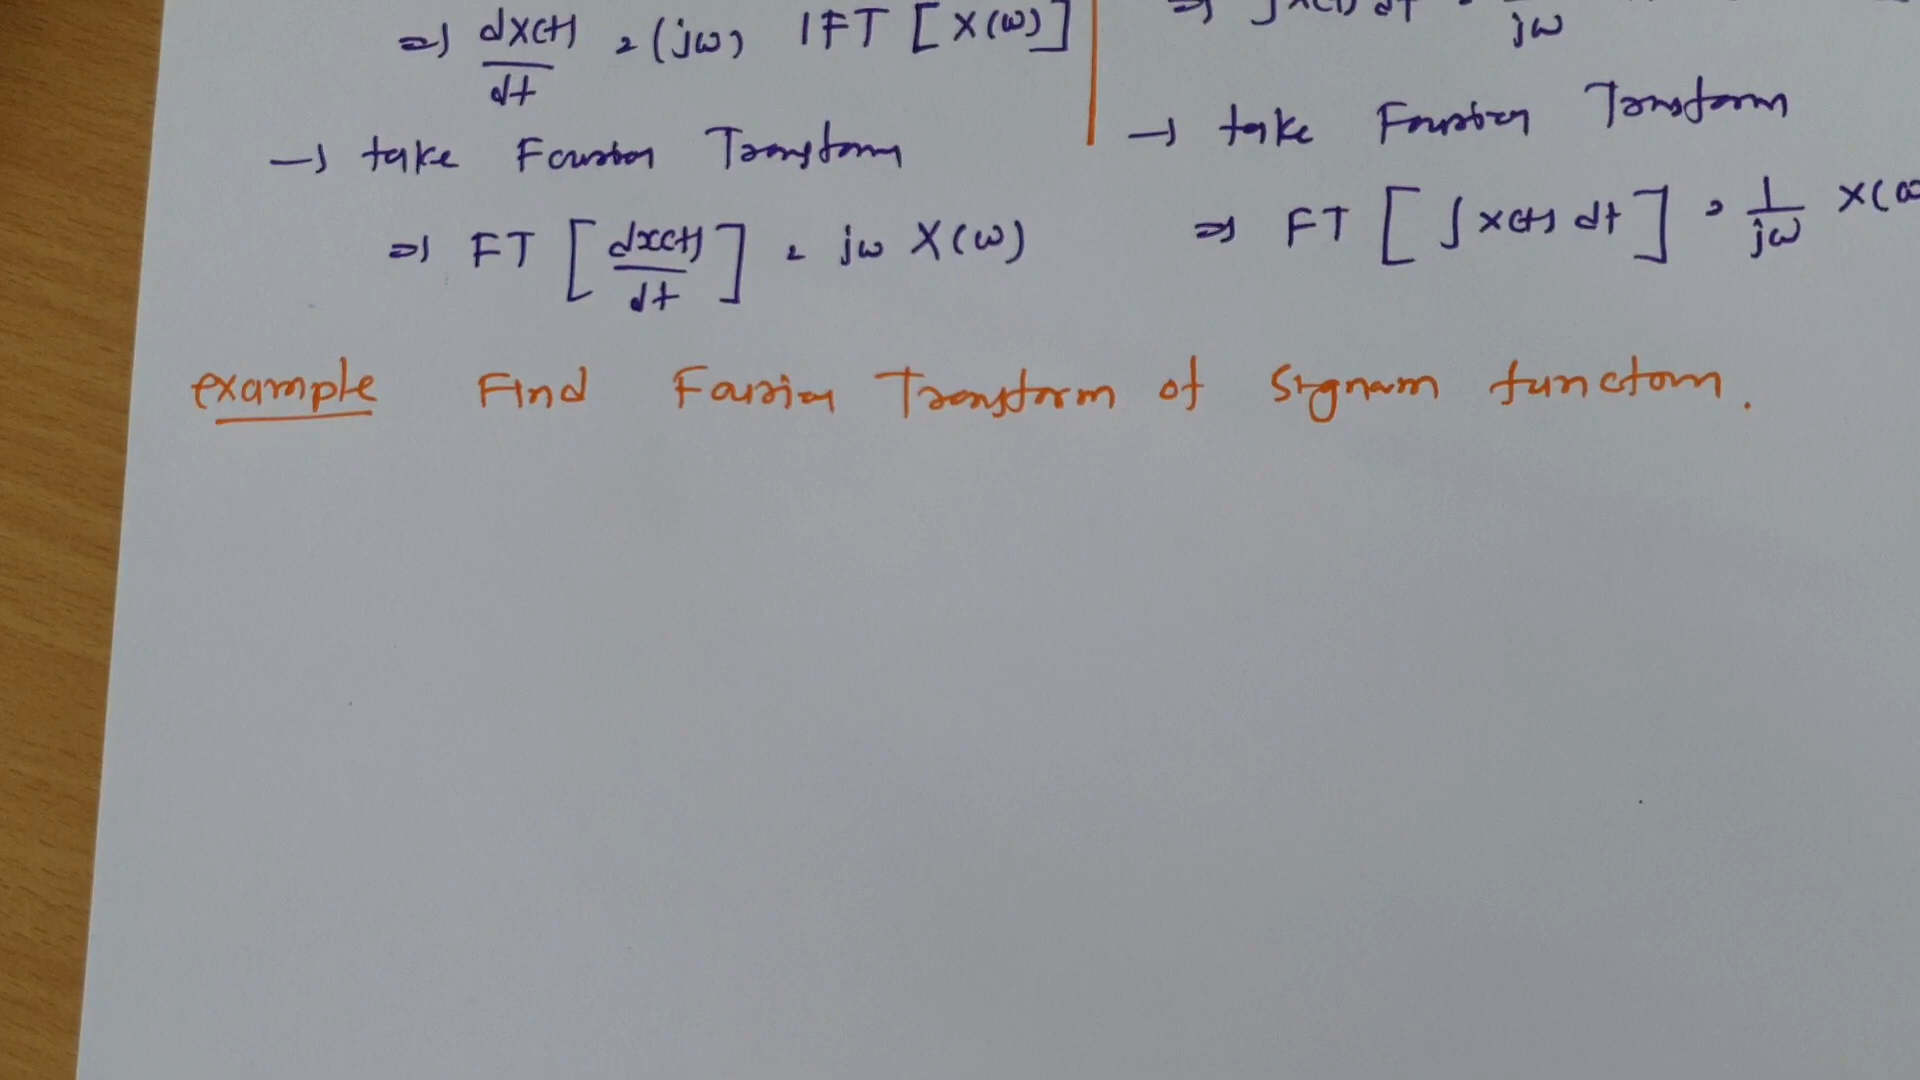 ⇒ dx(t)/dt = (jω) IFT [X(ω)]
→ take Fourier Transform
⇒ FT [dx(t)/dt] = jω X(ω)
jω
→ take Fourier Transform
⇒ FT [∫x(t) dt] = 1/jω X(ω
example Find Fourier Transform of Signum function.